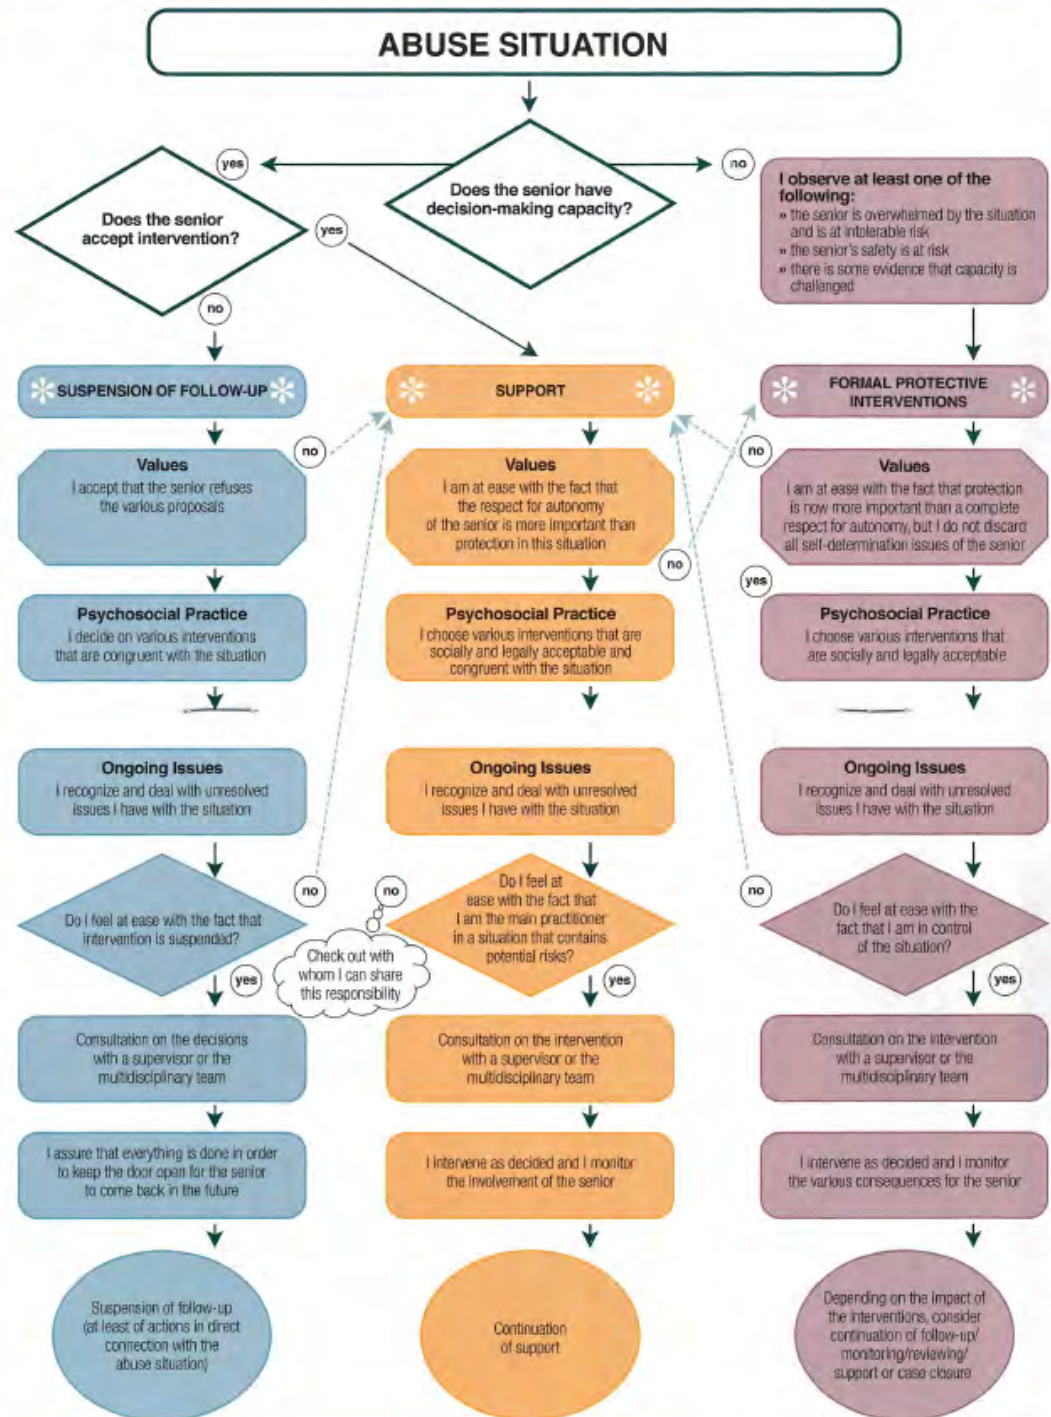 ABUSE SITUATION
yes
Does the senior have
decision-making capacity?
no
Does the senior
accept intervention?
yes
no
I observe at least one of the
following:
» the senior is overwhelmed by the situation
and is at intolerable risk
» the senior's safety is at risk
» there is some evidence that capacity is
challenged
SUSPENSION OF FOLLOW-UP
SUPPORT
FORMAL PROTECTIVE
INTERVENTIONS
Values
I accept that the senior refuses
the various proposals
no
Values
I am at ease with the fact that
the respect for autonomy
of the senior is more important than
protection in this situation
no
no
Values
I am at ease with the fact that protection
is now more important than a complete
respect for autonomy, but I do not discard
all self-determination issues of the senior
yes
Psychosocial Practice
I decide on various interventions
that are congruent with the situation
Psychosocial Practice
I choose various interventions that are
socially and legally acceptable and
congruent with the situation
Psychosocial Practice
I choose various interventions that
are socially and legally acceptable
Ongoing Issues
I recognize and deal with unresolved
issues I have with the situation
Ongoing Issues
I recognize and deal with unresolved
issues I have with the situation
Ongoing Issues
I recognize and deal with unresolved
issues I have with the situation
Do I feel at ease with the fact that
intervention is suspended?
no
yes
no
Check out with
whom I can share
this responsibility
Do I feel at
ease with the fact that
I am the main practitioner
in a situation that contains
potential risks?
yes
no
Do I feel at ease with the
fact that I am in control
of the situation?
yes
Consultation on the decisions
with a supervisor or the
multidisciplinary team
Consultation on the intervention
with a supervisor or the
multidisciplinary team
Consultation on the intervention
with a supervisor or the
multidisciplinary team
I assure that everything is done in order
to keep the door open for the senior
to come back in the future
I intervene as decided and I monitor
the involvement of the senior
I intervene as decided and I monitor
the various consequences for the senior
Suspension of follow-up
(at least of actions in direct
connection with the
abuse situation)
Continuation
of support
Depending on the impact of
the interventions, consider
continuation of follow-up/
monitoring/reviewing/
support or case closure